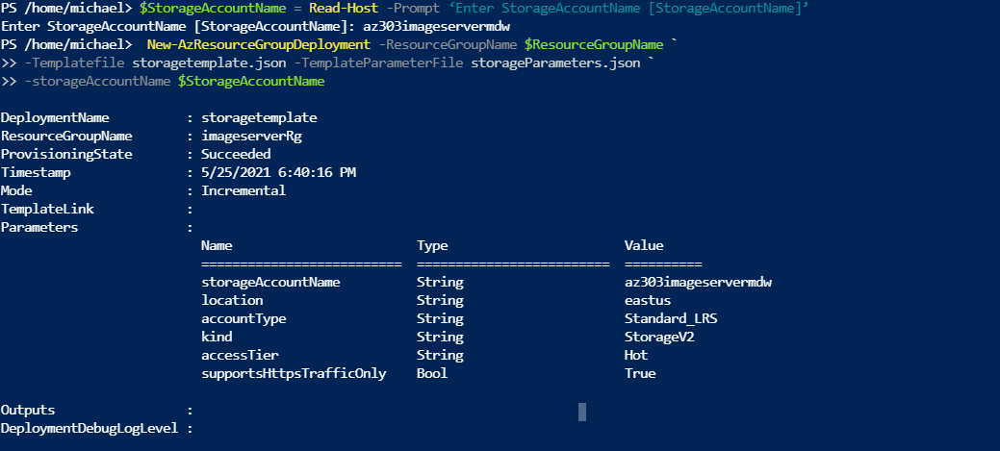 PS /home/michael> $StorageAccountName = Read-Host -Prompt ‘Enter StorageAccountName [StorageAccountName]’
Enter StorageAccountName [StorageAccountName]: az303imageservermdw
PS /home/michael>  New-AzResourceGroupDeployment -ResourceGroupName $ResourceGroupName `
>> -Templatefile storagetemplate.json -TemplateParameterFile storageParameters.json `
>> -storageAccountName $StorageAccountName
DeploymentName          : storagetemplate
ResourceGroupName       : imageserverRg
ProvisioningState       : Succeeded
Timestamp               : 5/25/2021 6:40:16 PM
Mode                    : Incremental
TemplateLink            :
Parameters              :
Name                        Type                        Value
==========================  =========================  ==========
storageAccountName          String                     az303imageservermdw
location                    String                     eastus
accountType                 String                     Standard_LRS
kind                        String                     StorageV2
accessTier                  String                     Hot
supportsHttpsTrafficOnly    Bool                       True
Outputs                 :
DeploymentDebugLogLevel :